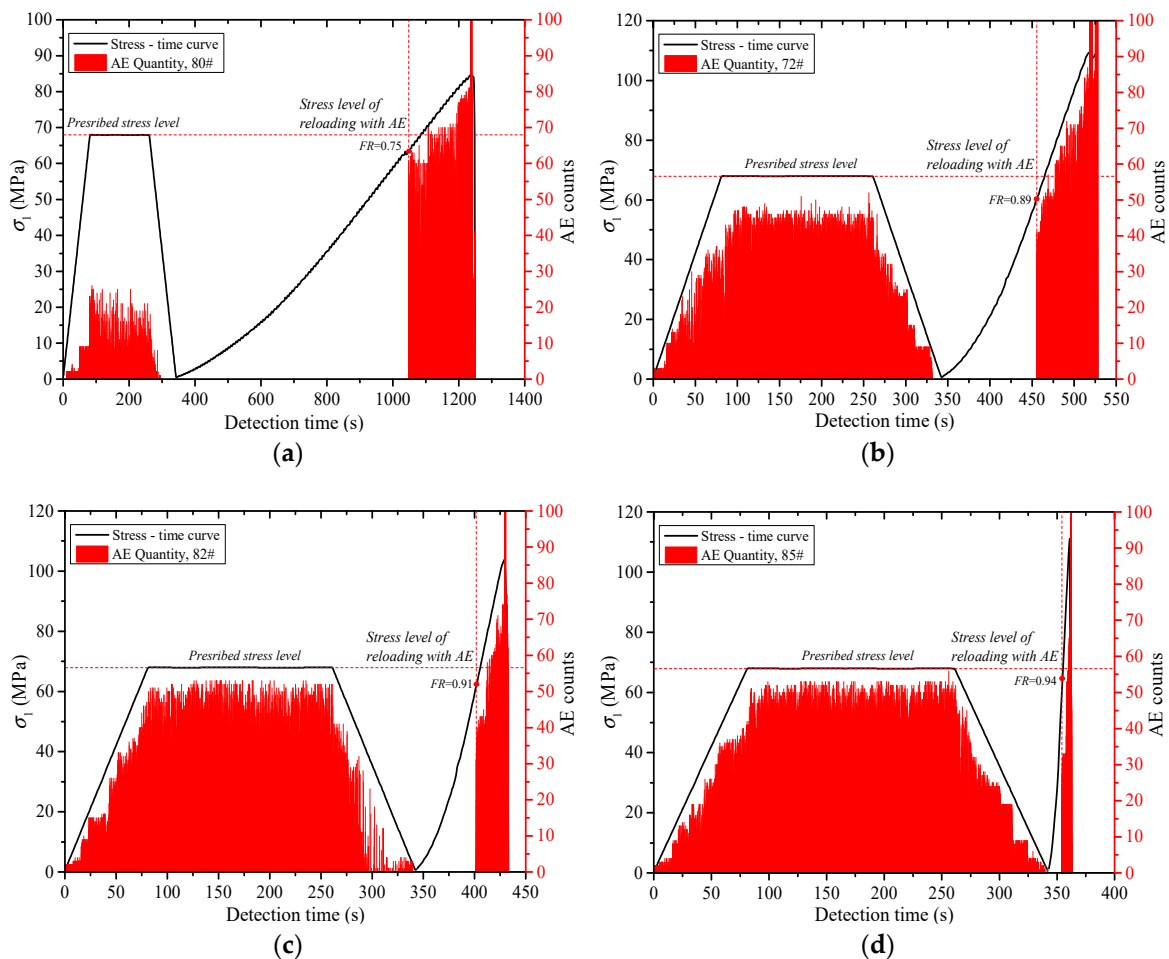 Stress - time curve
AE Quantity, 80#
Presribed stress level
Stress level of
reloading with AE
FR=0.75
σ1 (MPa)
0 10 20 30 40 50 60 70 80 90 100
AE counts
0 10 20 30 40 50 60 70 80 90 100
0 200 400 600 800 1000 1200 1400
Detection time (s)
(a)
Stress - time curve
AE Quantity, 72#
Presribed stress level
Stress level of
reloading with AE
FR=0.89
σ1 (MPa)
0 20 40 60 80 100 120
AE counts
0 10 20 30 40 50 60 70 80 90 100
0 50 100 150 200 250 300 350 400 450 500 550
Detection time (s)
(b)
Stress - time curve
AE Quantity, 82#
Presribed stress level
Stress level of
reloading with AE
FR=0.91
σ1 (MPa)
0 20 40 60 80 100 120
AE counts
0 10 20 30 40 50 60 70 80 90 100
0 50 100 150 200 250 300 350 400 450
Detection time (s)
(c)
Stress - time curve
AE Quantity, 85#
Presribed stress level
Stress level of
reloading with AE
FR=0.94
σ1 (MPa)
0 20 40 60 80 100 120
AE counts
0 10 20 30 40 50 60 70 80 90 100
0 50 100 150 200 250 300 350 400
Detection time (s)
(d)